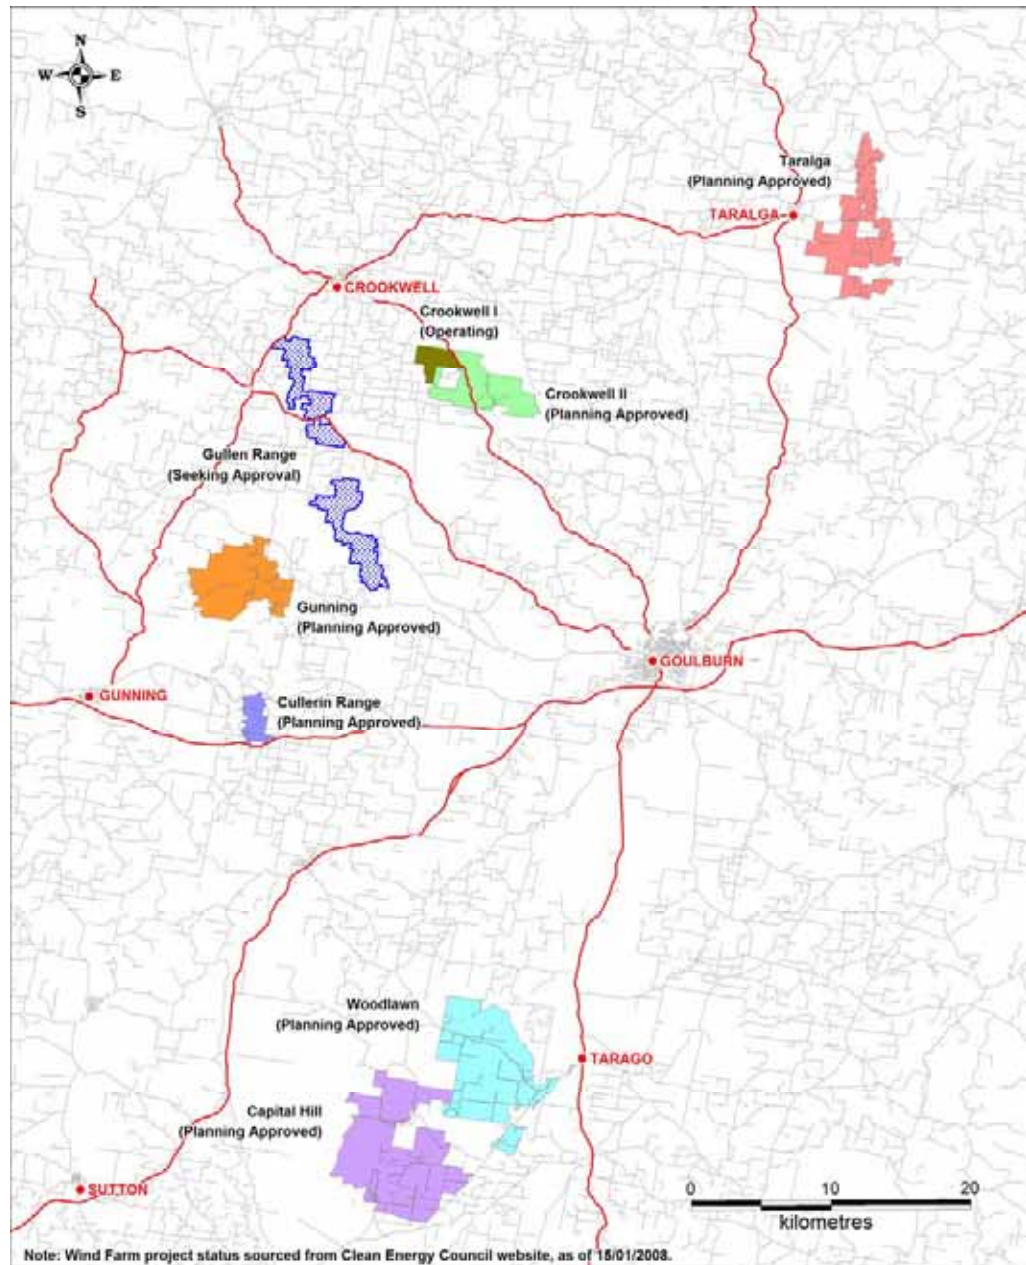 N
W E
S
Taralga
(Planning Approved)
TARALGA
CROOKWELL
Crookwell I
(Operating)
Crookwell II
(Planning Approved)
Gullen Range
(Seeking Approval)
Gunning
(Planning Approved)
GOULBURN
GUNNING
Cullerin Range
(Planning Approved)
Woodlawn
(Planning Approved)
TARAGO
Capital Hill
(Planning Approved)
SUTTON
0 10 20
kilometres
Note: Wind Farm project status sourced from Clean Energy Council website, as of 15/01/2008.